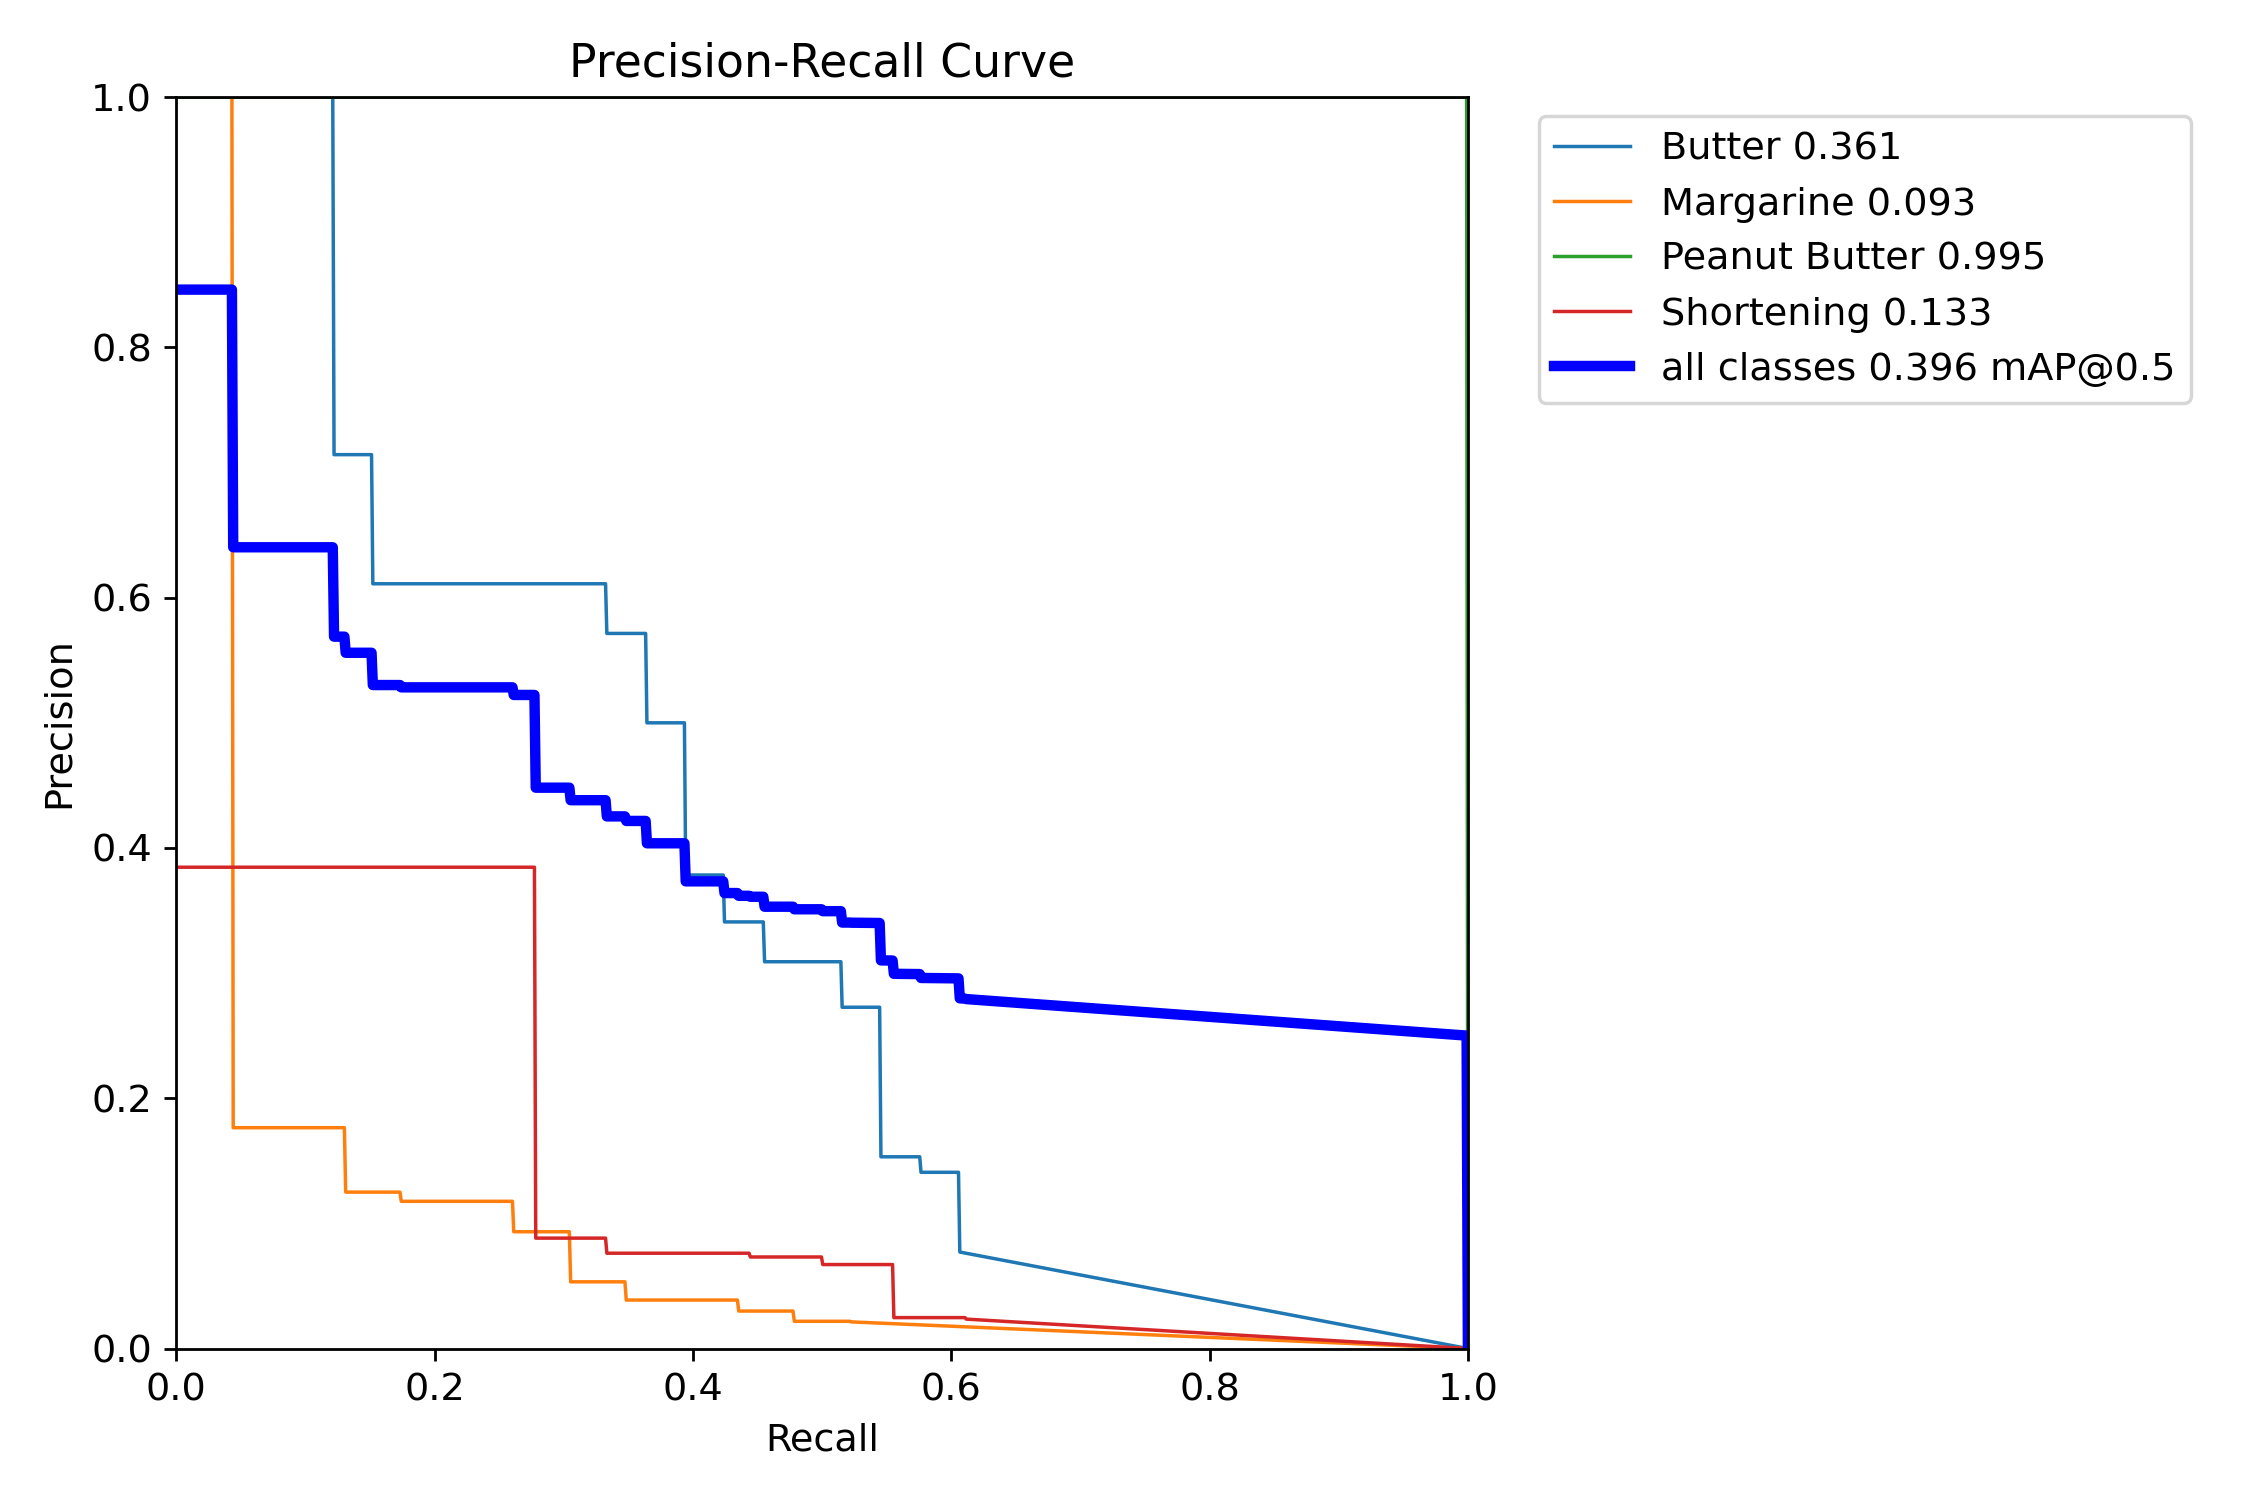 Precision-Recall Curve
1.0
0.8
0.6
0.4
0.2
0.0
Precision
0.0 0.2 0.4 0.6 0.8 1.0
Recall
Butter 0.361
Margarine 0.093
Peanut Butter 0.995
Shortening 0.133
all classes 0.396 mAP@0.5